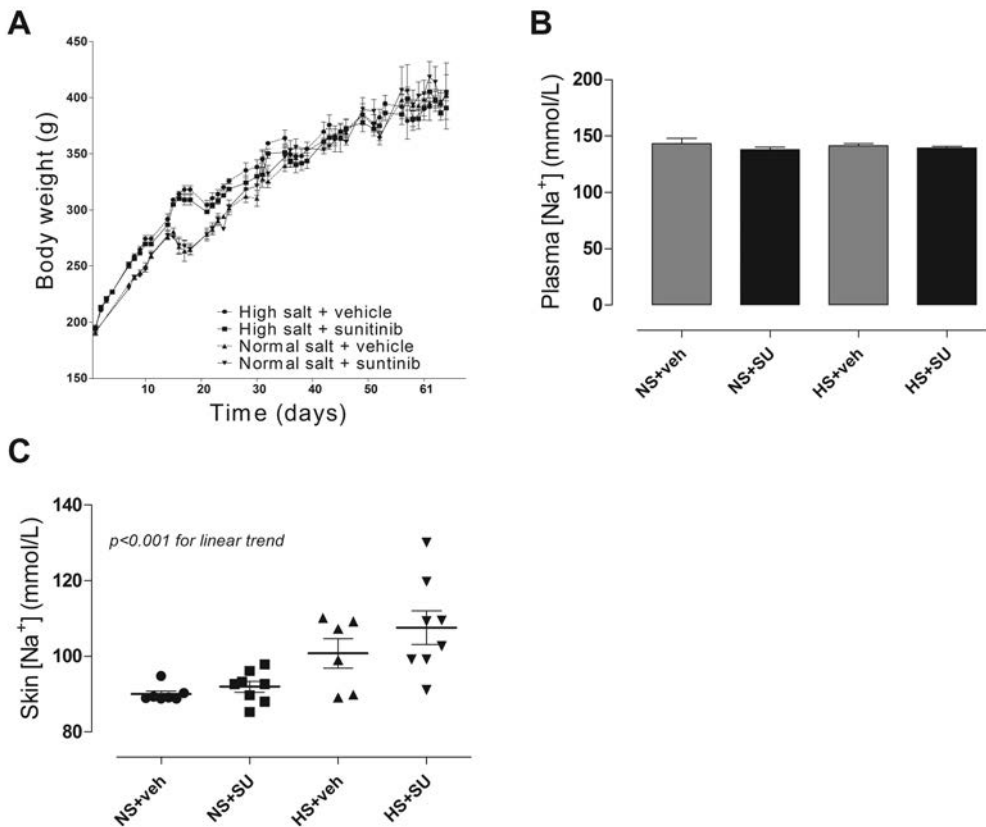 A
Body weight (g)
450
400
350
300
250
200
150
10
20
30
40
50
61
Time (days)
High salt + vehicle
High salt + sunitinib
Normal salt + vehicle
Normal salt + suntinib
B
Plasma [Na⁺] (mmol/L)
200
150
100
50
0
NS+veh
NS+SU
HS+veh
HS+SU
C
Skin [Na⁺] (mmol/L)
140
120
100
80
p<0.001 for linear trend
NS+veh
NS+SU
HS+veh
HS+SU